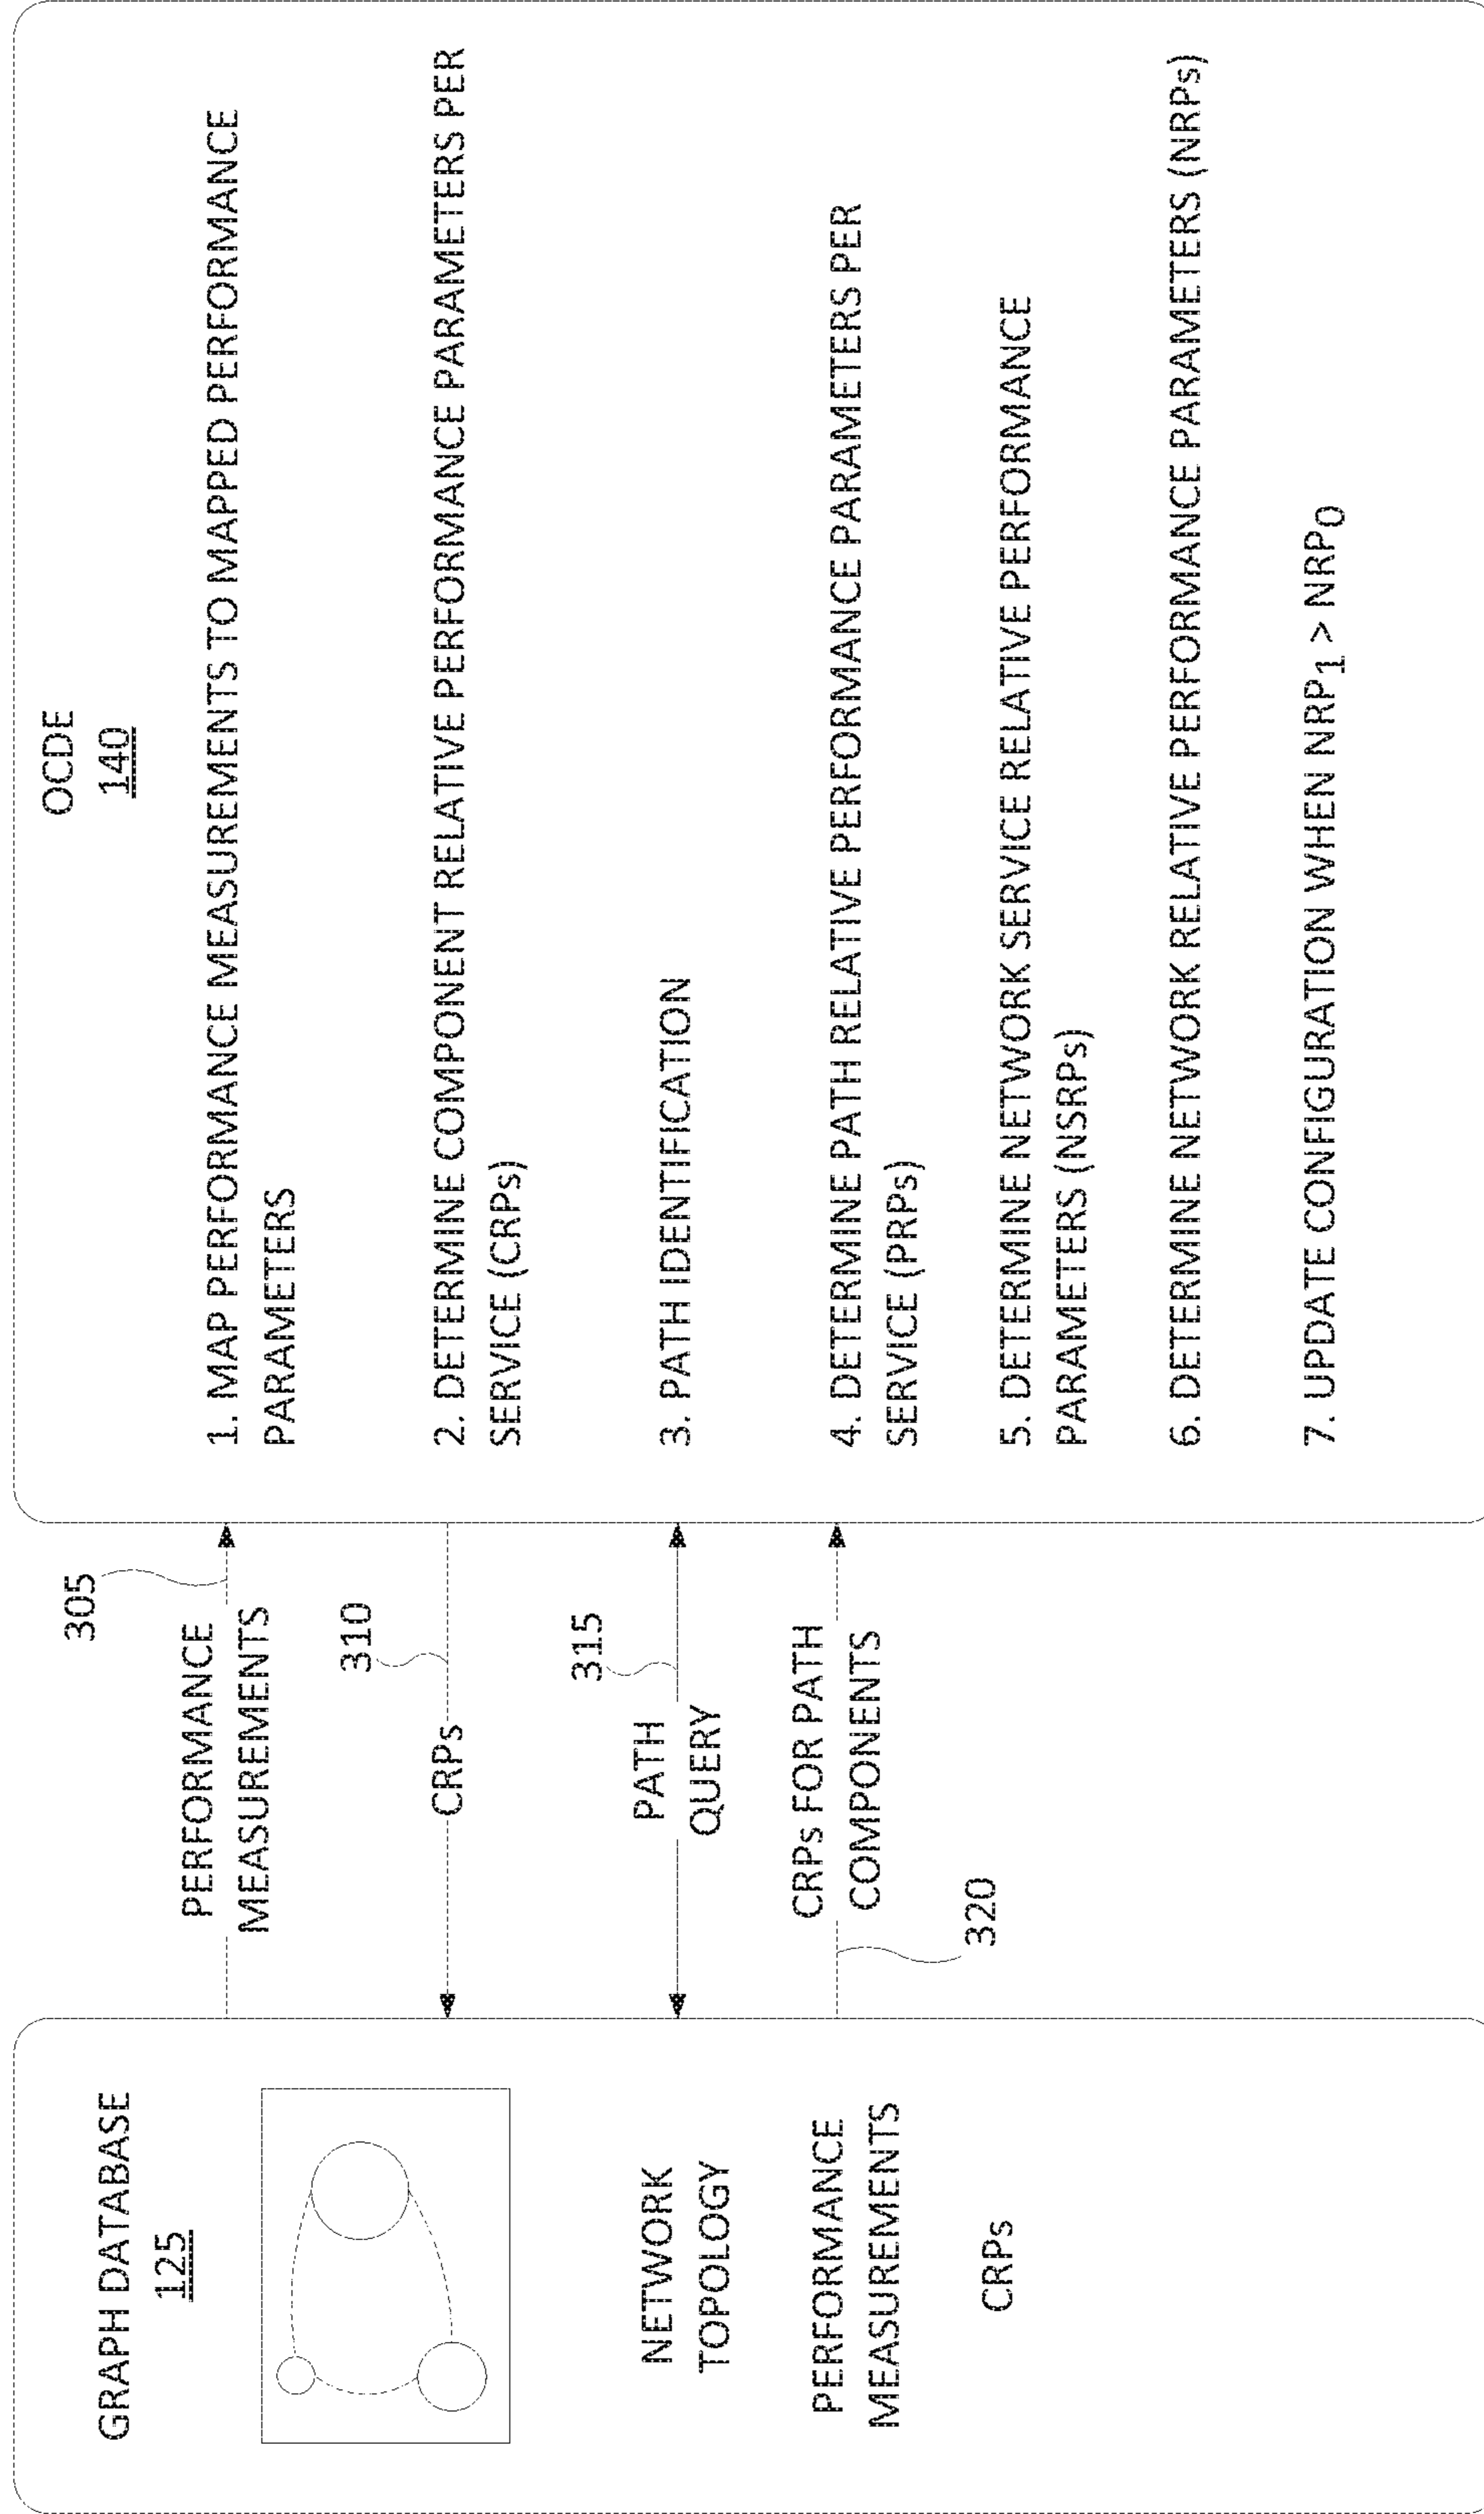 GRAPH DATABASE
125
NETWORK
TOPOLOGY
PERFORMANCE
MEASUREMENTS
CRPs
305
PERFORMANCE
MEASUREMENTS
310
CRPs
315
PATH
QUERY
CRPs FOR PATH
COMPONENTS
320
OCDE
140
1. MAP PERFORMANCE MEASUREMENTS TO MAPPED PERFORMANCE
PARAMETERS
2. DETERMINE COMPONENT RELATIVE PERFORMANCE PARAMETERS PER
SERVICE (CRPs)
3. PATH IDENTIFICATION
4. DETERMINE PATH RELATIVE PERFORMANCE PARAMETERS PER
SERVICE (PRPs)
5. DETERMINE NETWORK SERVICE RELATIVE PERFORMANCE
PARAMETERS (NSRPs)
6. DETERMINE NETWORK RELATIVE PERFORMANCE PARAMETERS (NRPs)
7. UPDATE CONFIGURATION WHEN NRP1 > NRP0